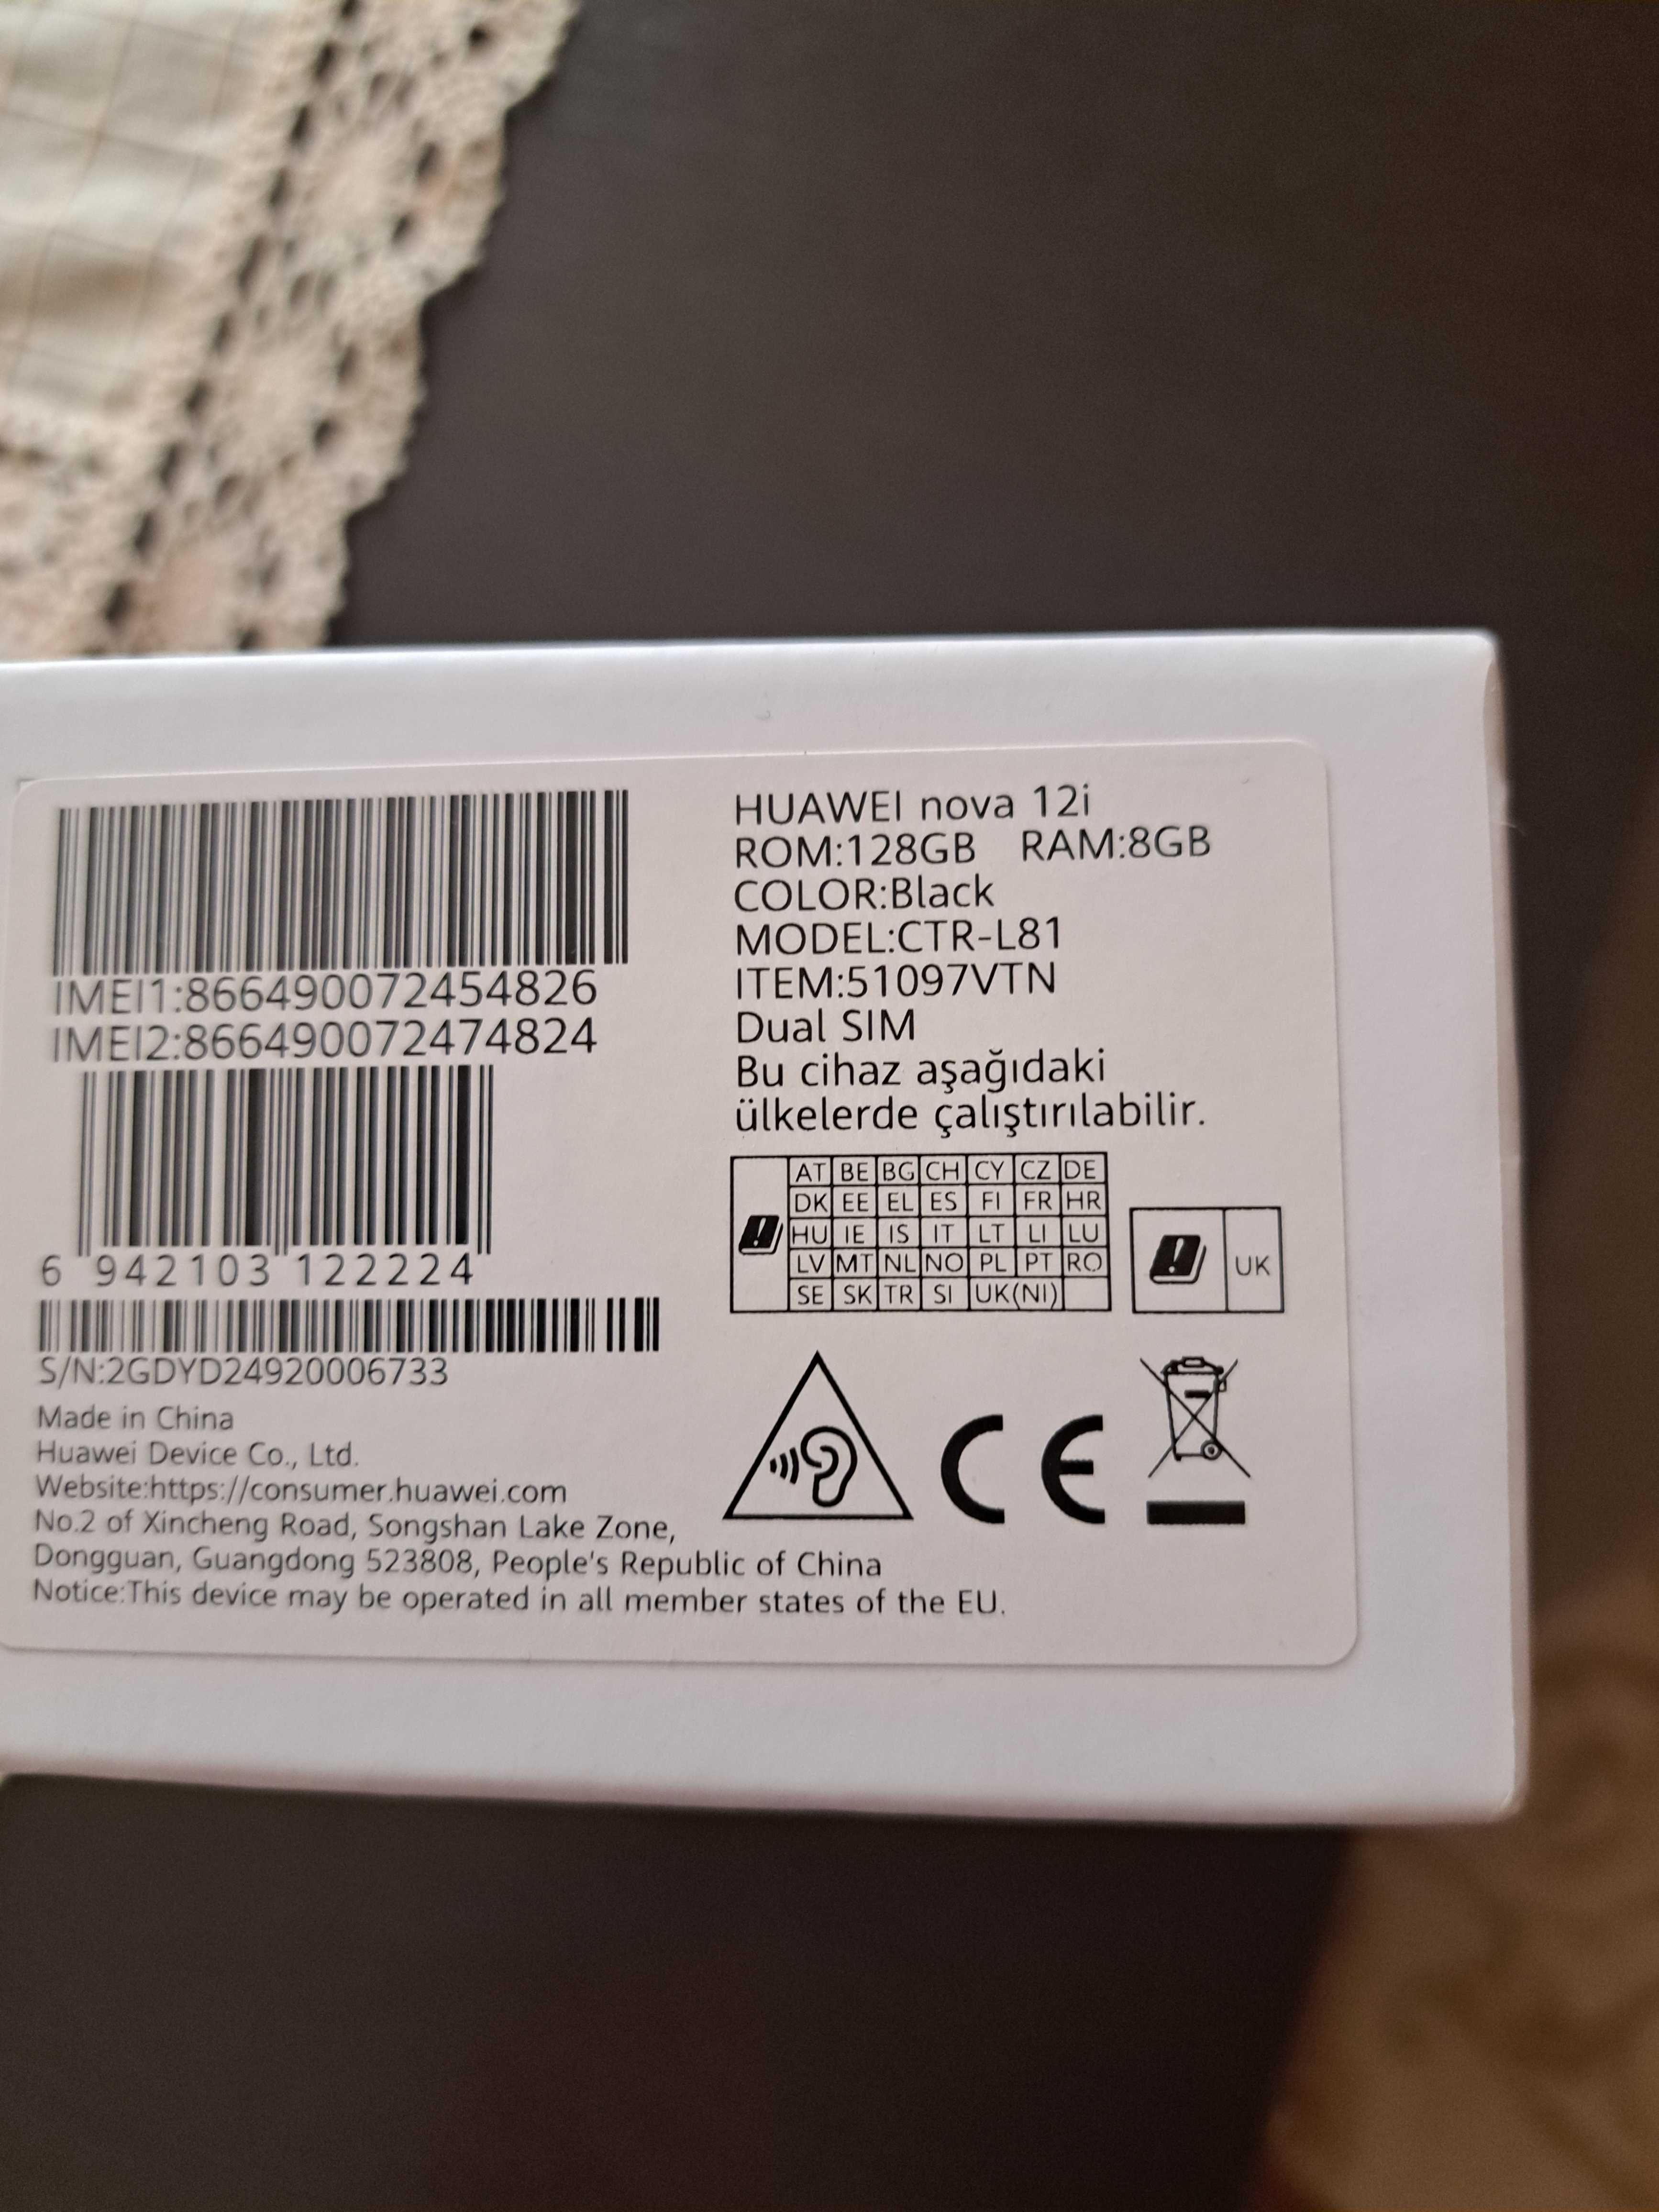 IMEI1:866490072454826
IMEI2:866490072474824
6 942103 122224
S/N:2GDYD24920006733
Made in China
Huawei Device Co., Ltd.
Website:https://consumer.huawei.com
No.2 of Xincheng Road, Songshan Lake Zone,
Dongguan, Guangdong 523808, People's Republic of China
Notice:This device may be operated in all member states of the EU.
HUAWEI nova 12i
ROM:128GB RAM:8GB
COLOR:Black
MODEL:CTR-L81
ITEM:51097VTN
Dual SIM
Bu cihaz aşağıdaki
ülkelerde çalıştırılabilir.
AT BE BG CH CY CZ DE
DK EE EL ES FI FR HR
HU IE IS IT LT LI LU
LV MT NL NO PL PT RO
SE SK TR SI UK(NI)
UK
CE